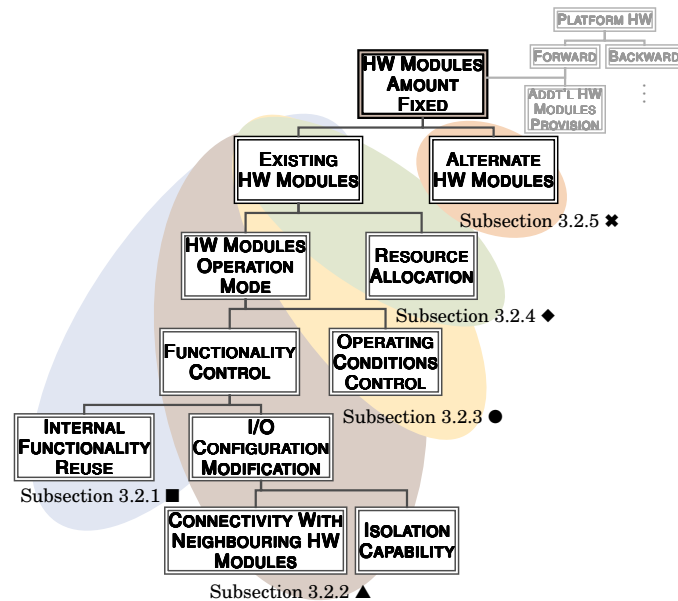 PLATFORM HW
FORWARD
BACKWARD
ADDT'L HW
MODULES
PROVISION
HW MODULES
AMOUNT
FIXED
EXISTING
HW MODULES
ALTERNATE
HW MODULES
Subsection 3.2.5 ✖
HW MODULES
OPERATION
MODE
RESOURCE
ALLOCATION
Subsection 3.2.4 ◆
FUNCTIONALITY
CONTROL
OPERATING
CONDITIONS
CONTROL
Subsection 3.2.3 ●
INTERNAL
FUNCTIONALITY
REUSE
I/O
CONFIGURATION
MODIFICATION
Subsection 3.2.1 ■
CONNECTIVITY WITH
NEIGHBOURING HW
MODULES
ISOLATION
CAPABILITY
Subsection 3.2.2 ▲